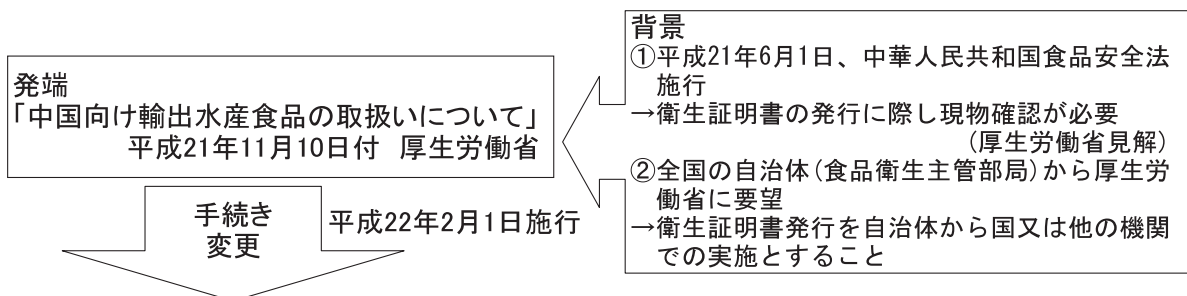 発端
「中国向け輸出水産食品の取扱いについて」
平成21年11月10日付 厚生労働省
背景
①平成21年6月1日、中華人民共和国食品安全法
施行
→衛生証明書の発行に際し現物確認が必要
(厚生労働省見解)
②全国の自治体(食品衛生主管部局)から厚生労
働省に要望
→衛生証明書発行を自治体から国又は他の機関
での実施とすること
手続き
変更
平成22年2月1日施行